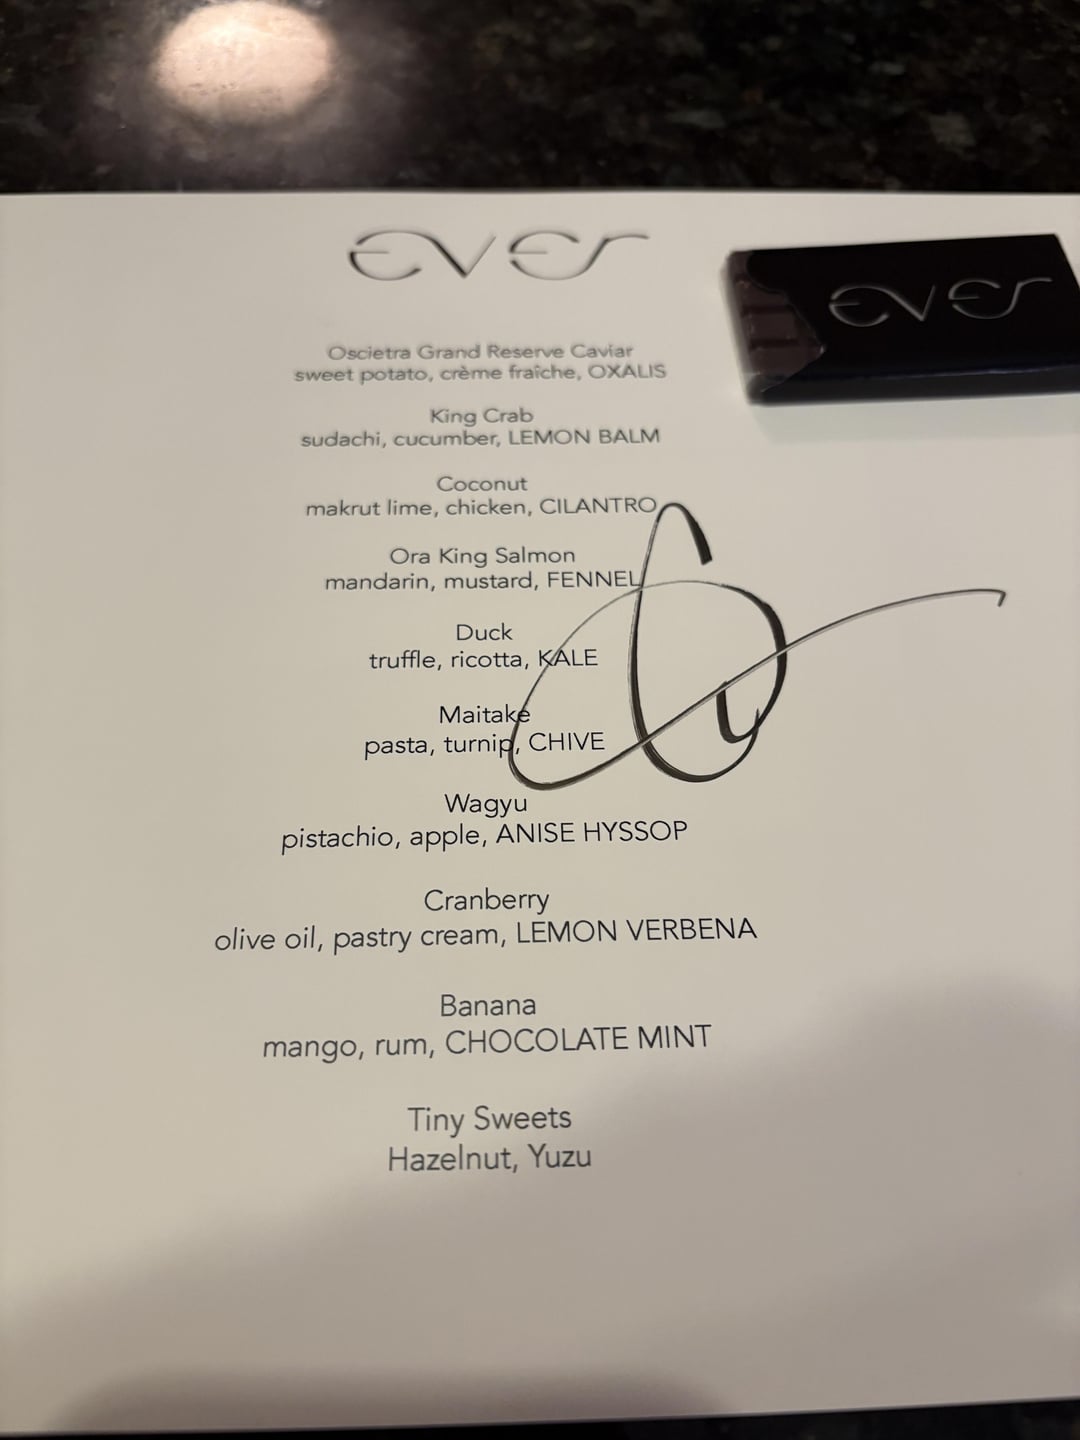 ever
ever
Oscietra Grand Reserve Caviar
sweet potato, crème fraîche, OXALIS
King Crab
sudachi, cucumber, LEMON BALM
Coconut
makrut lime, chicken, CILANTRO
Ora King Salmon
mandarin, mustard, FENNEL
Duck
truffle, ricotta, KALE
Maitake
pasta, turnip, CHIVE
Wagyu
pistachio, apple, ANISE HYSSOP
Cranberry
olive oil, pastry cream, LEMON VERBENA
Banana
mango, rum, CHOCOLATE MINT
Tiny Sweets
Hazelnut, Yuzu